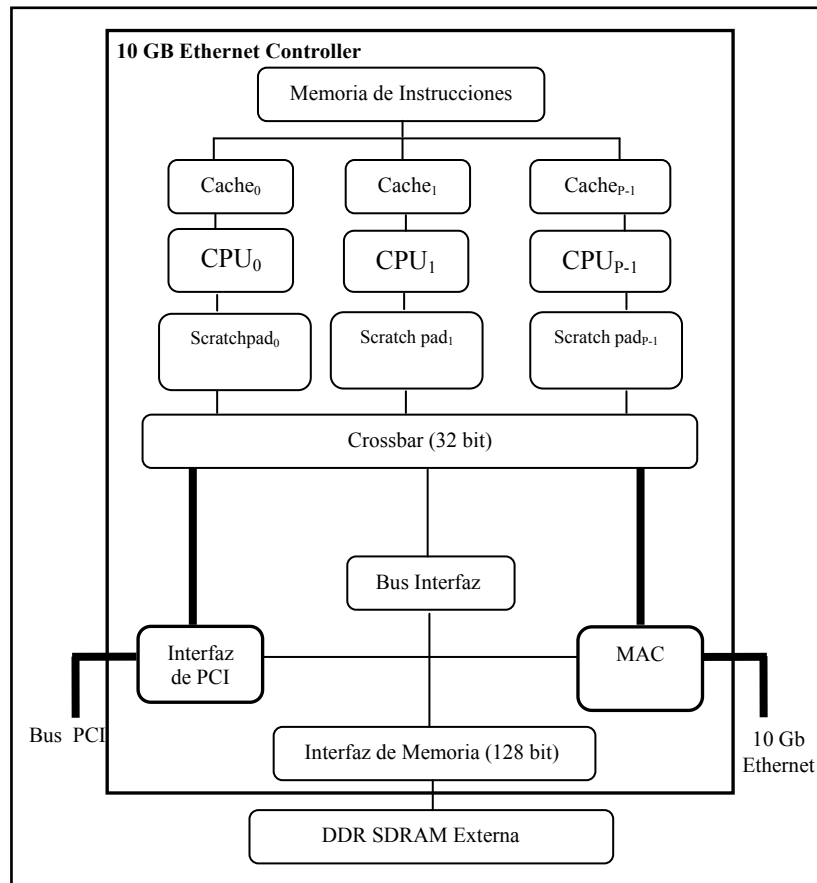 10 GB Ethernet Controller
Memoria de Instrucciones
Cache₀
Cache₁
Cacheₚ₋₁
CPU₀
CPU₁
CPUₚ₋₁
Scratchpad₀
Scratch pad₁
Scratch padₚ₋₁
Crossbar (32 bit)
Bus Interfaz
Interfaz
de PCI
MAC
Bus PCI
Interfaz de Memoria (128 bit)
10 Gb
Ethernet
DDR SDRAM Externa